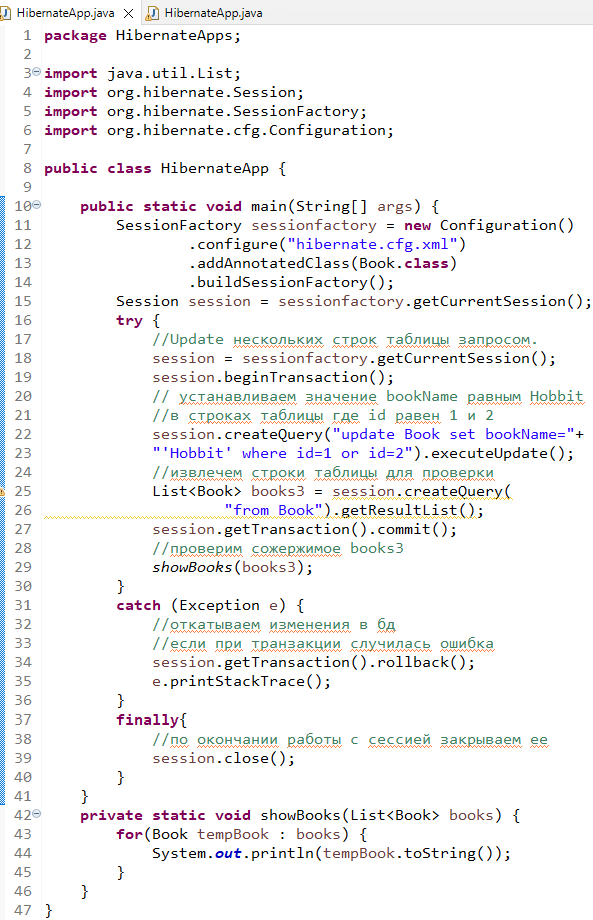 HibernateApp.java HibernateApp.java
1 package HibernateApps;
2
3 import java.util.List;
4 import org.hibernate.Session;
5 import org.hibernate.SessionFactory;
6 import org.hibernate.cfg.Configuration;
7
8 public class HibernateApp {
9
10 public static void main(String[] args) {
11 SessionFactory sessionfactory = new Configuration()
12 .configure("hibernate.cfg.xml")
13 .addAnnotatedClass(Book.class)
14 .buildSessionFactory();
15 Session session = sessionfactory.getCurrentSession();
16 try {
17 //Update нескольких строк таблицы запросом.
18 session = sessionfactory.getCurrentSession();
19 session.beginTransaction();
20 // устанавливаем значение bookName равным Hobbit
21 //в строках таблицы где id равен 1 и 2
22 session.createQuery("update Book set bookName="+
23 "'Hobbit' where id=1 or id=2").executeUpdate();
24 //извлечем строки таблицы для проверки
25 List<Book> books3 = session.createQuery(
26 "from Book").getResultList();
27 session.getTransaction().commit();
28 //проверим сожержимое books3
29 showBooks(books3);
30 }
31 catch (Exception e) {
32 //откатываем изменения в бд
33 //если при транзакции случилась ошибка
34 session.getTransaction().rollback();
35 e.printStackTrace();
36 }
37 finally{
38 //по окончании работы с сессией закрываем ее
39 session.close();
40 }
41 }
42 private static void showBooks(List<Book> books) {
43 for(Book tempBook : books) {
44 System.out.println(tempBook.toString());
45 }
46 }
47 }